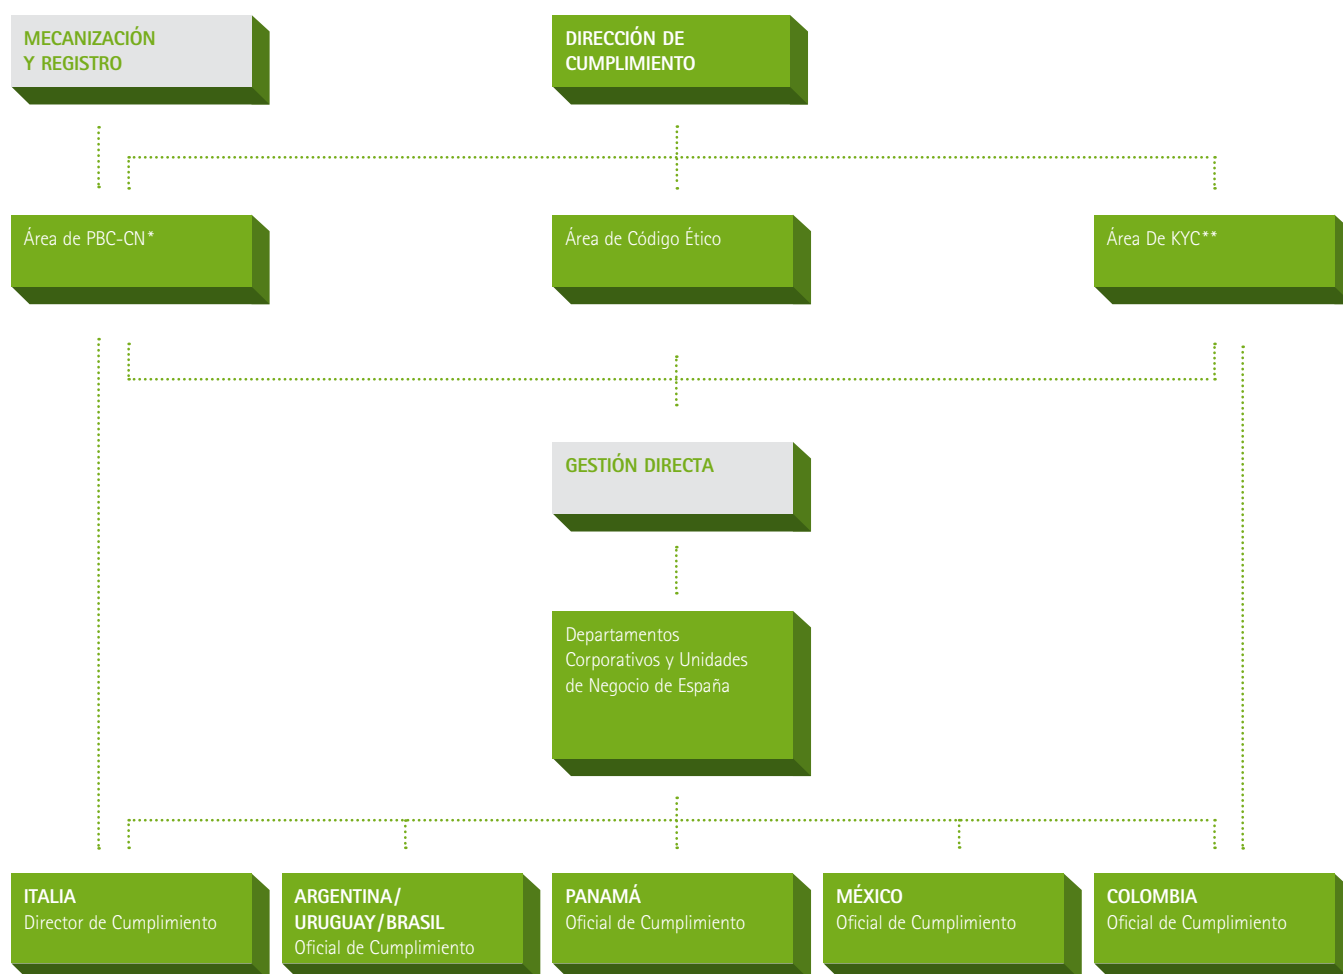 MECANIZACIÓN
Y REGISTRO
DIRECCIÓN DE
CUMPLIMIENTO
Área de PBC-CN*
Área de Código Ético
Área De KYC**
GESTIÓN DIRECTA
Departamentos
Corporativos y Unidades
de Negocio de España
ITALIA
Director de Cumplimiento
ARGENTINA/
URUGUAY/BRASIL
Oficial de Cumplimiento
PANAMÁ
Oficial de Cumplimiento
MÉXICO
Oficial de Cumplimiento
COLOMBIA
Oficial de Cumplimiento